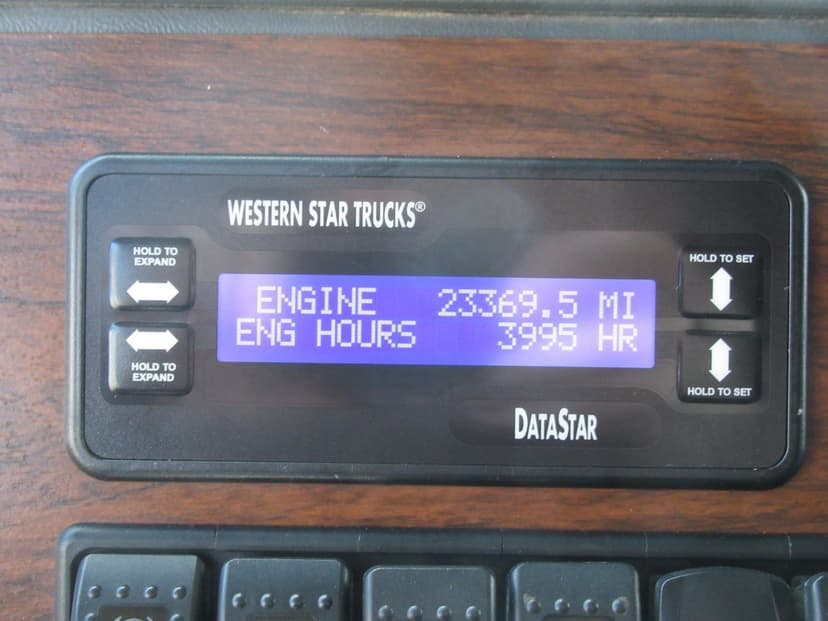 WESTERN STAR TRUCKS®
HOLD TO
EXPAND
HOLD TO SET
ENGINE 23369.5 MI
ENG HOURS 3995 HR
HOLD TO
EXPAND
HOLD TO SET
DATASTAR